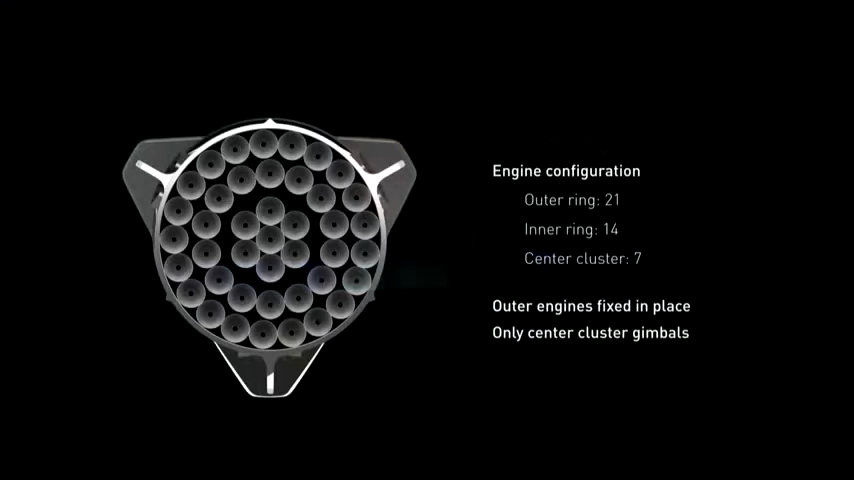 Engine configuration
Outer ring: 21
Inner ring: 14
Center cluster: 7
Outer engines fixed in place
Only center cluster gimbals